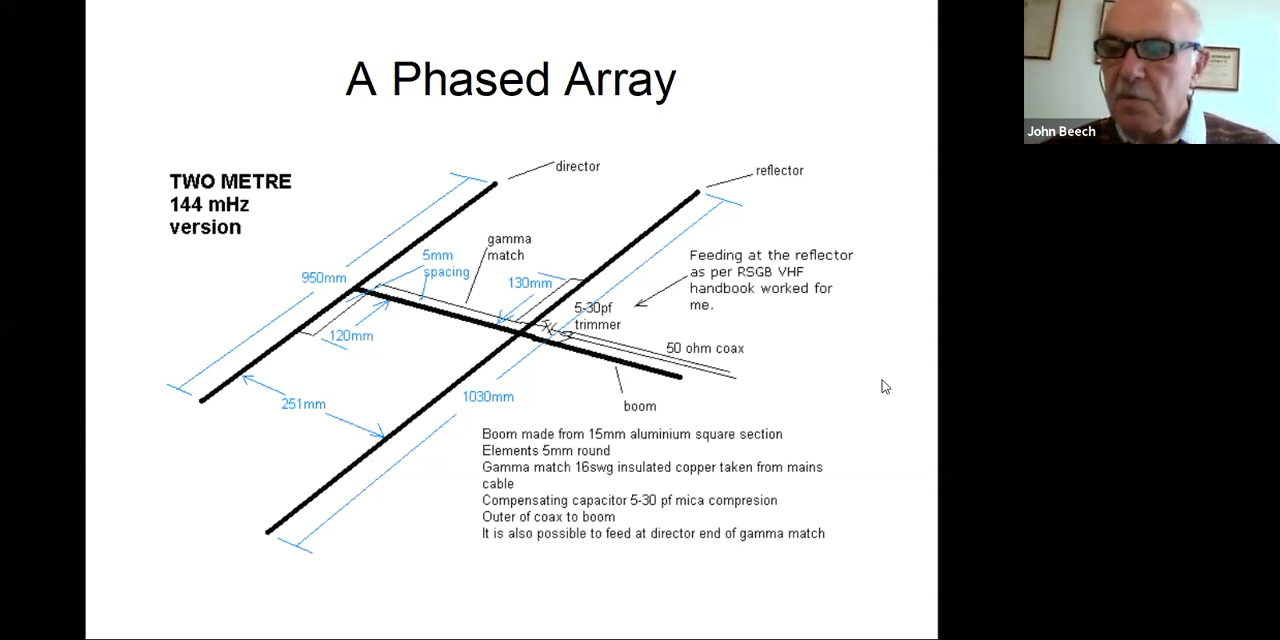 A Phased Array
John Beech
TWO METRE
144 mHz
version
director
reflector
gamma
match
5mm
spacing
950mm
130mm
Feeding at the reflector
as per RSGB VHF
handbook worked for
me.
5-30pf
trimmer
120mm
50 ohm coax
251mm
1030mm
boom
Boom made from 15mm aluminium square section
Elements 5mm round
Gamma match 16swg insulated copper taken from mains
cable
Compensating capacitor 5-30 pf mica compresion
Outer of coax to boom
It is also possible to feed at director end of gamma match